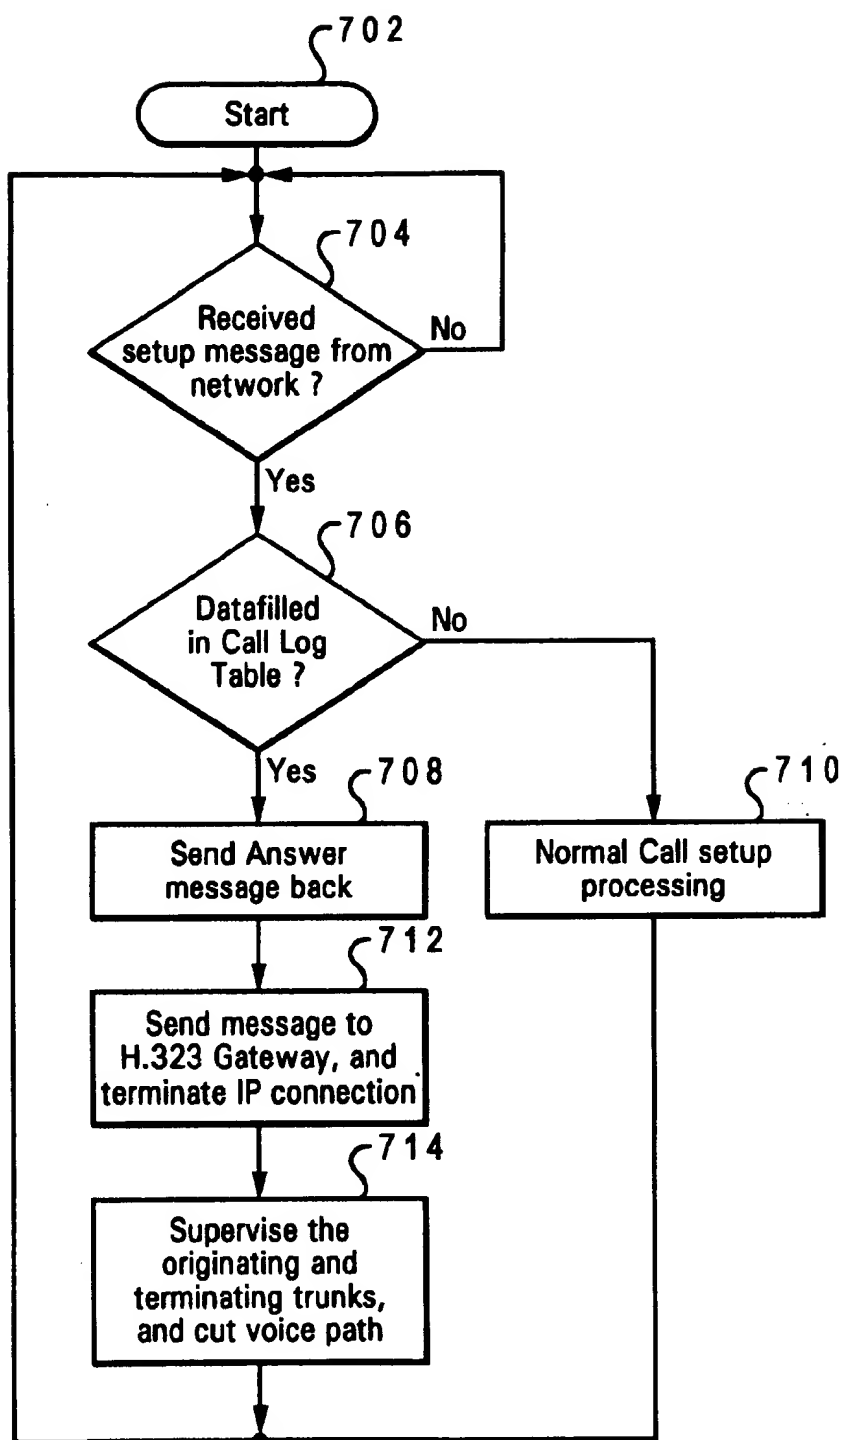 702
Start
704
Received
setup message from
network ?
No
Yes
706
Datafilled
in Call Log
Table ?
No
Yes
708
Send Answer
message back
710
Normal Call setup
processing
712
Send message to
H.323 Gateway, and
terminate IP connection
714
Supervise the
originating and
terminating trunks,
and cut voice path